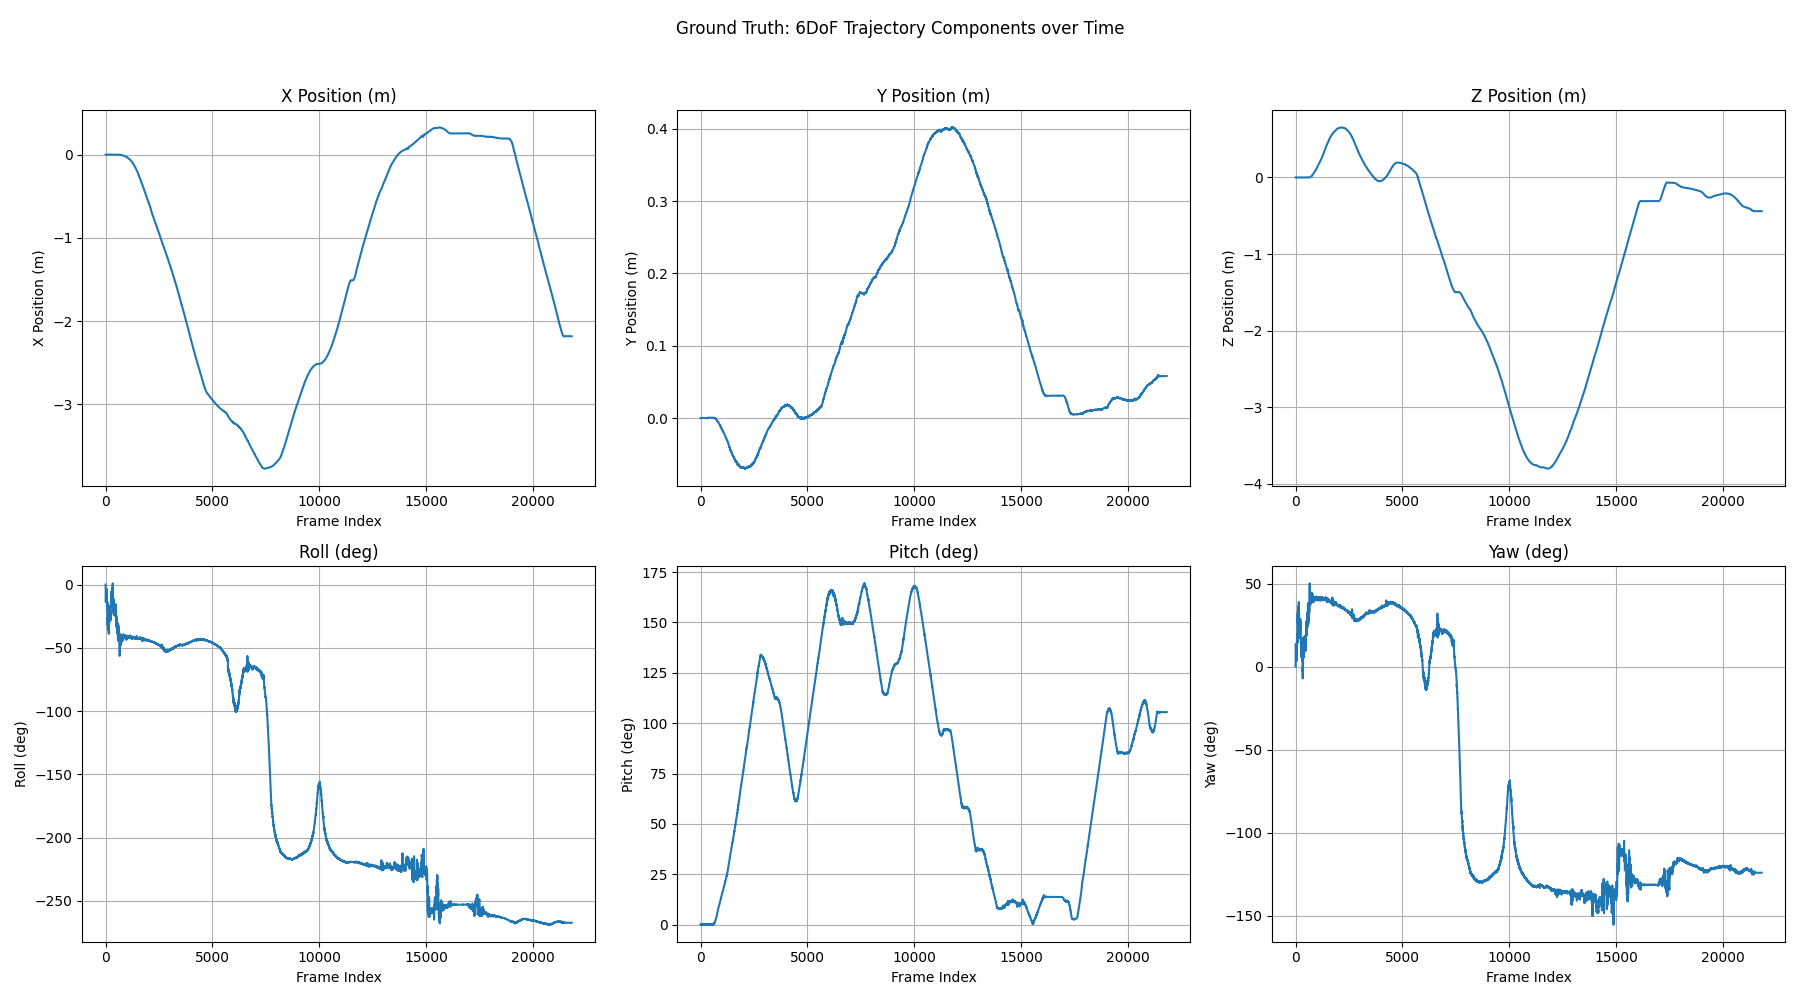 Ground Truth: 6DoF Trajectory Components over Time
X Position (m)
X Position (m)
0
−1
−2
−3
0 5000 10000 15000 20000
Frame Index
Y Position (m)
Y Position (m)
0.4
0.3
0.2
0.1
0.0
0 5000 10000 15000 20000
Frame Index
Z Position (m)
Z Position (m)
0
−1
−2
−3
−4
0 5000 10000 15000 20000
Frame Index
Roll (deg)
Roll (deg)
0
−50
−100
−150
−200
−250
0 5000 10000 15000 20000
Frame Index
Pitch (deg)
Pitch (deg)
175
150
125
100
75
50
25
0
0 5000 10000 15000 20000
Frame Index
Yaw (deg)
Yaw (deg)
50
0
−50
−100
−150
0 5000 10000 15000 20000
Frame Index